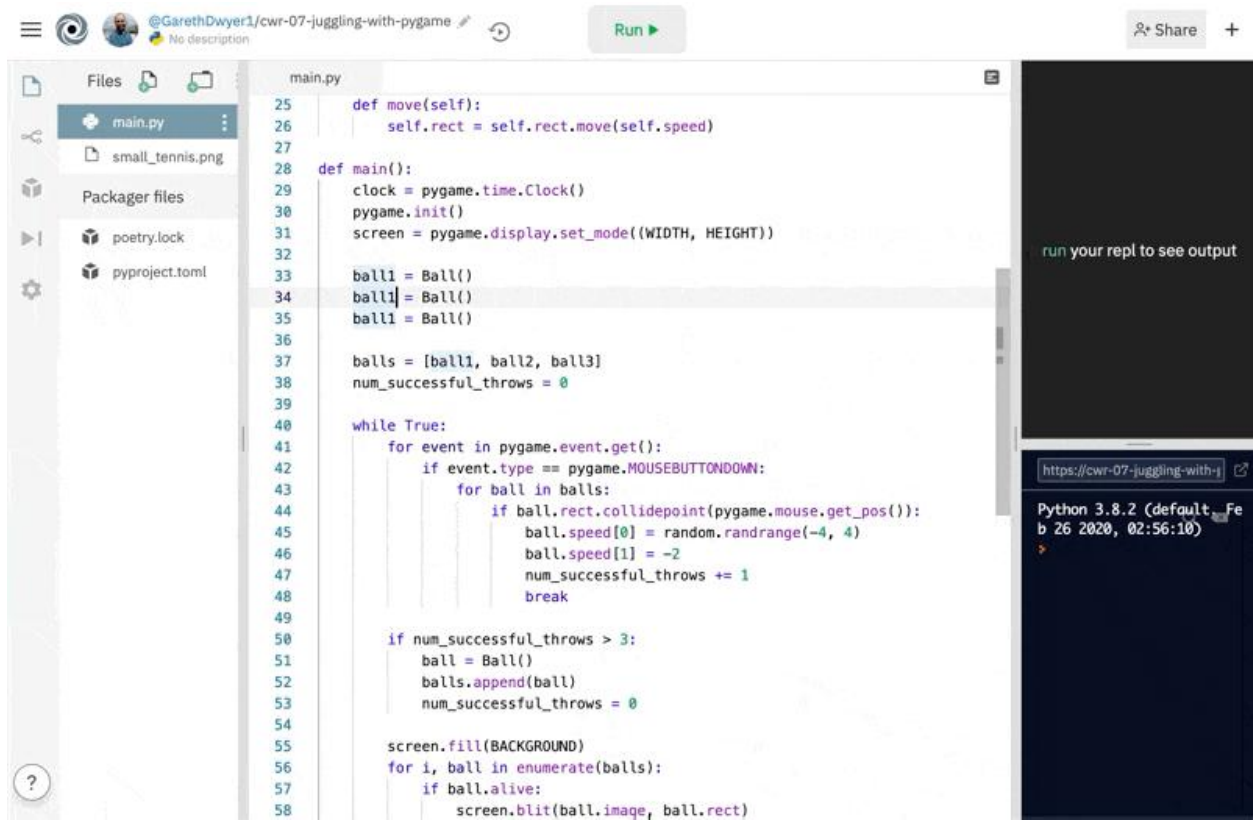 @GarethDwyer1/cwr-07-juggling-with-pygame
No description
Run
Share
+
Files
main.py
small_tennis.png
Packager files
poetry.lock
pyproject.toml
?
main.py
25 def move(self):
26 self.rect = self.rect.move(self.speed)
27
28 def main():
29 clock = pygame.time.Clock()
30 pygame.init()
31 screen = pygame.display.set_mode((WIDTH, HEIGHT))
32
33 ball1 = Ball()
34 ball1 = Ball()
35 ball1 = Ball()
36
37 balls = [ball1, ball2, ball3]
38 num_successful_throws = 0
39
40 while True:
41 for event in pygame.event.get():
42 if event.type == pygame.MOUSEBUTTONDOWN:
43 for ball in balls:
44 if ball.rect.collidepoint(pygame.mouse.get_pos()):
45 ball.speed[0] = random.randrange(-4, 4)
46 ball.speed[1] = -2
47 num_successful_throws += 1
48 break
49
50 if num_successful_throws > 3:
51 ball = Ball()
52 balls.append(ball)
53 num_successful_throws = 0
54
55 screen.fill(BACKGROUND)
56 for i, ball in enumerate(balls):
57 if ball.alive:
58 screen.blit(ball.image, ball.rect)
run your repl to see output
https://cwr-07-juggling-with-p
Python 3.8.2 (default, Fe
b 26 2020, 02:56:10)
>